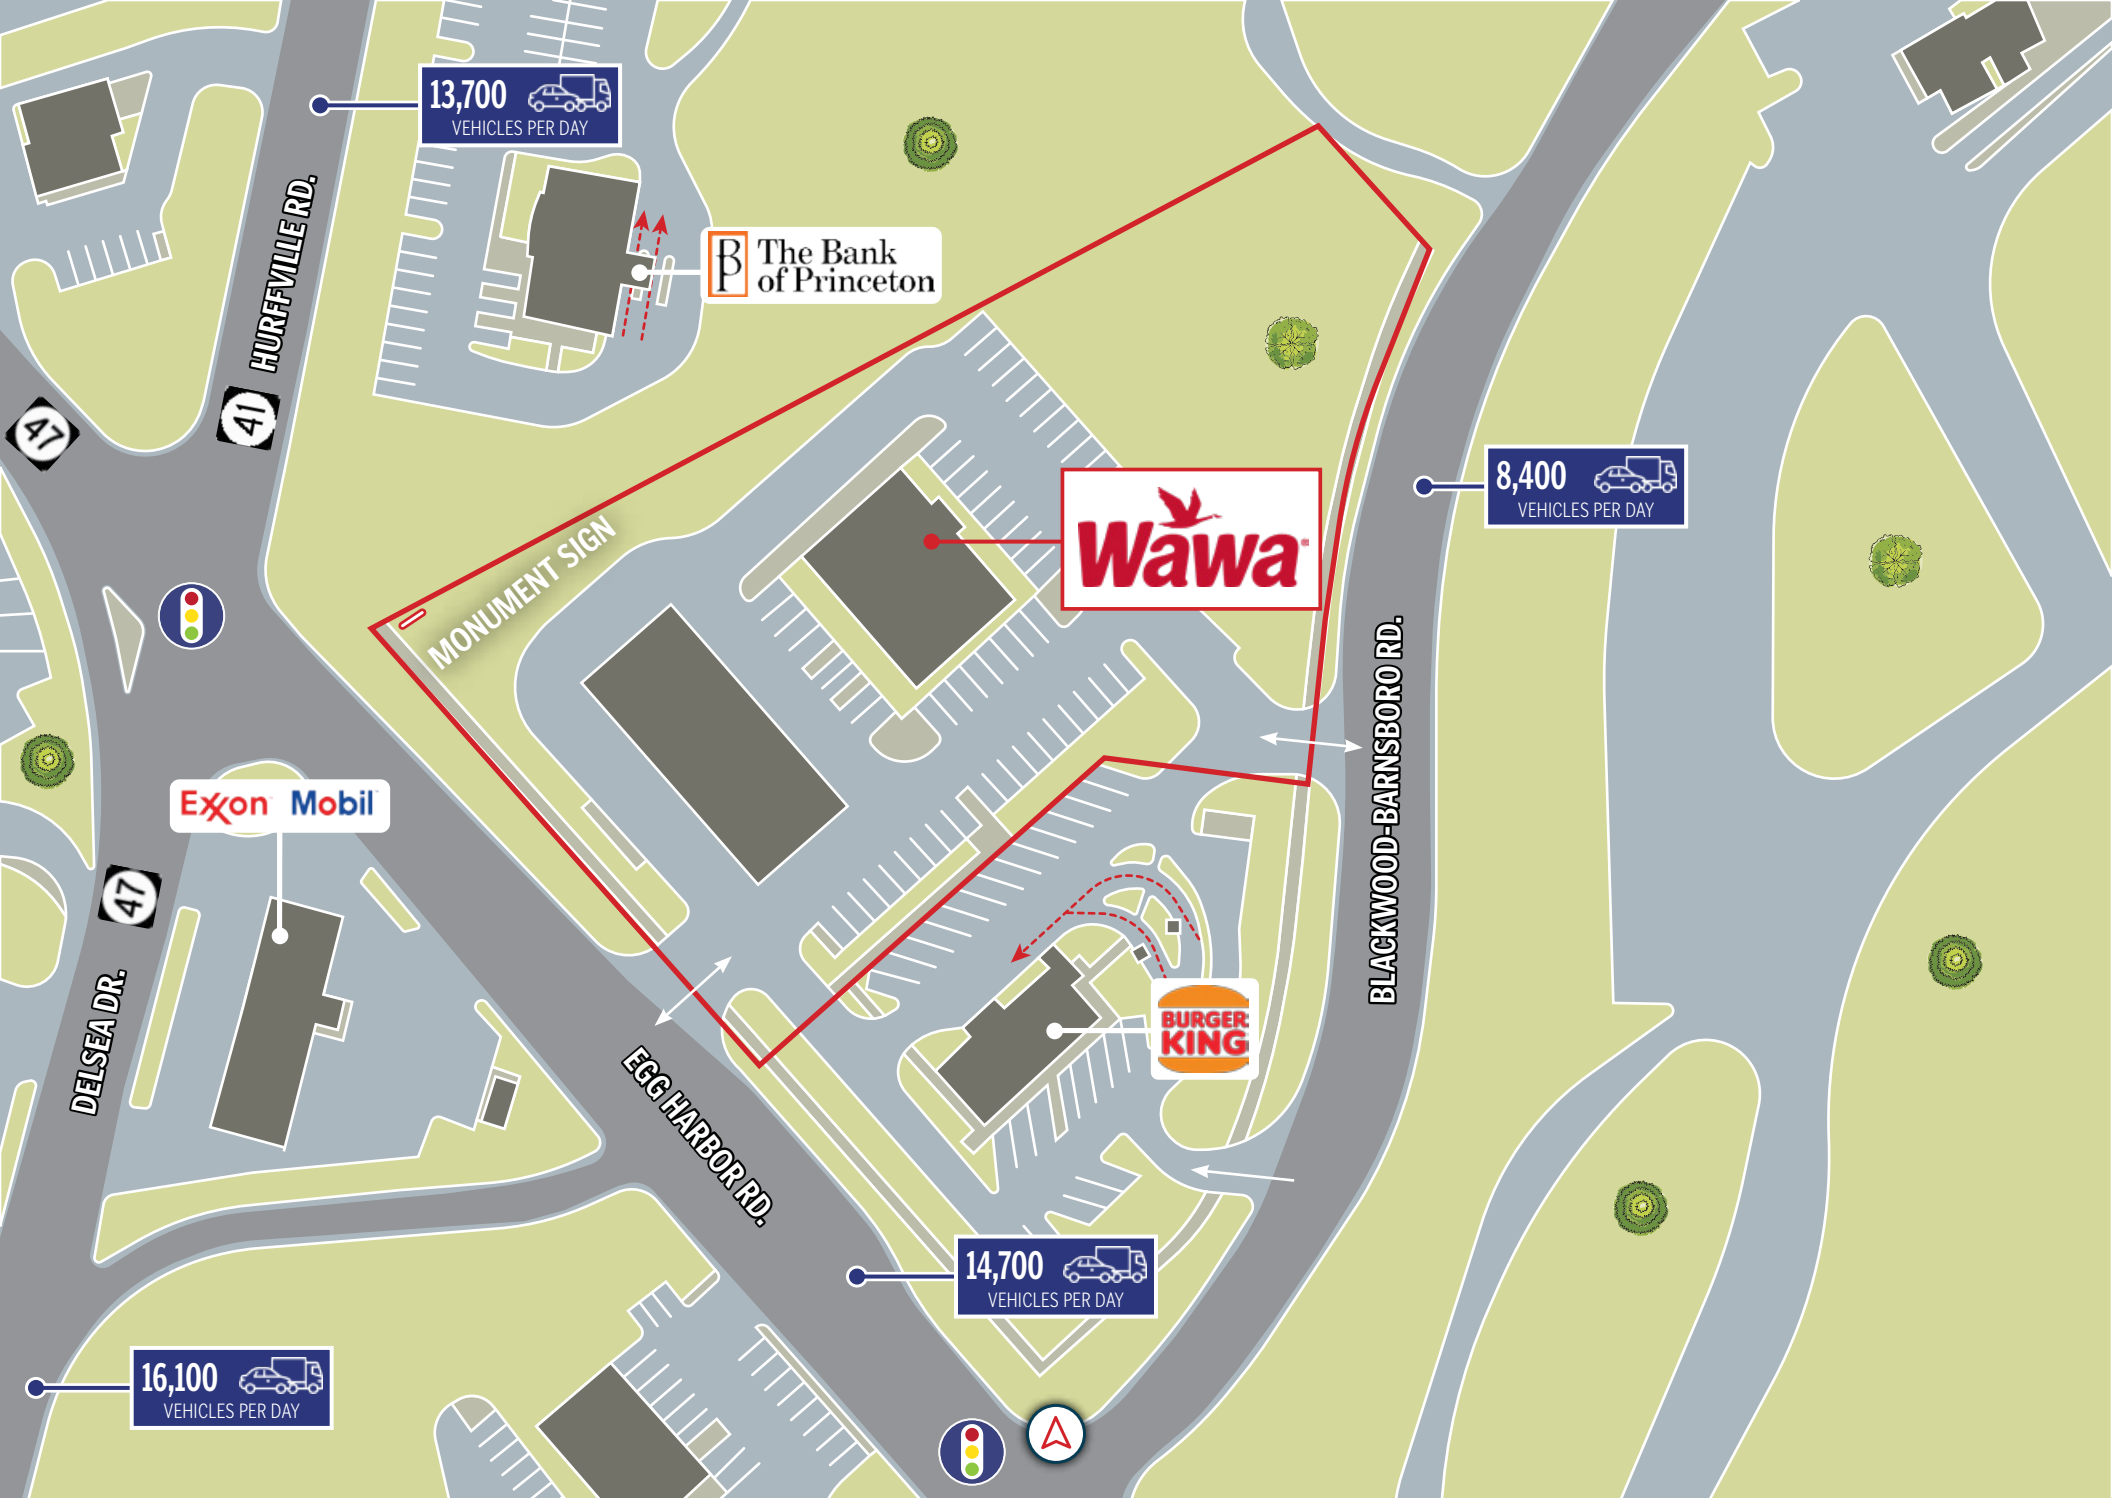 13,700
VEHICLES PER DAY
HURFFVILLE RD.
The Bank
of Princeton
41
47
8,400
VEHICLES PER DAY
Wawa
MONUMENT SIGN
BLACKWOOD-BARNSBORO RD.
Exxon Mobil
47
DELSEA DR.
BURGER
KING
EGG HARBOR RD.
14,700
VEHICLES PER DAY
16,100
VEHICLES PER DAY